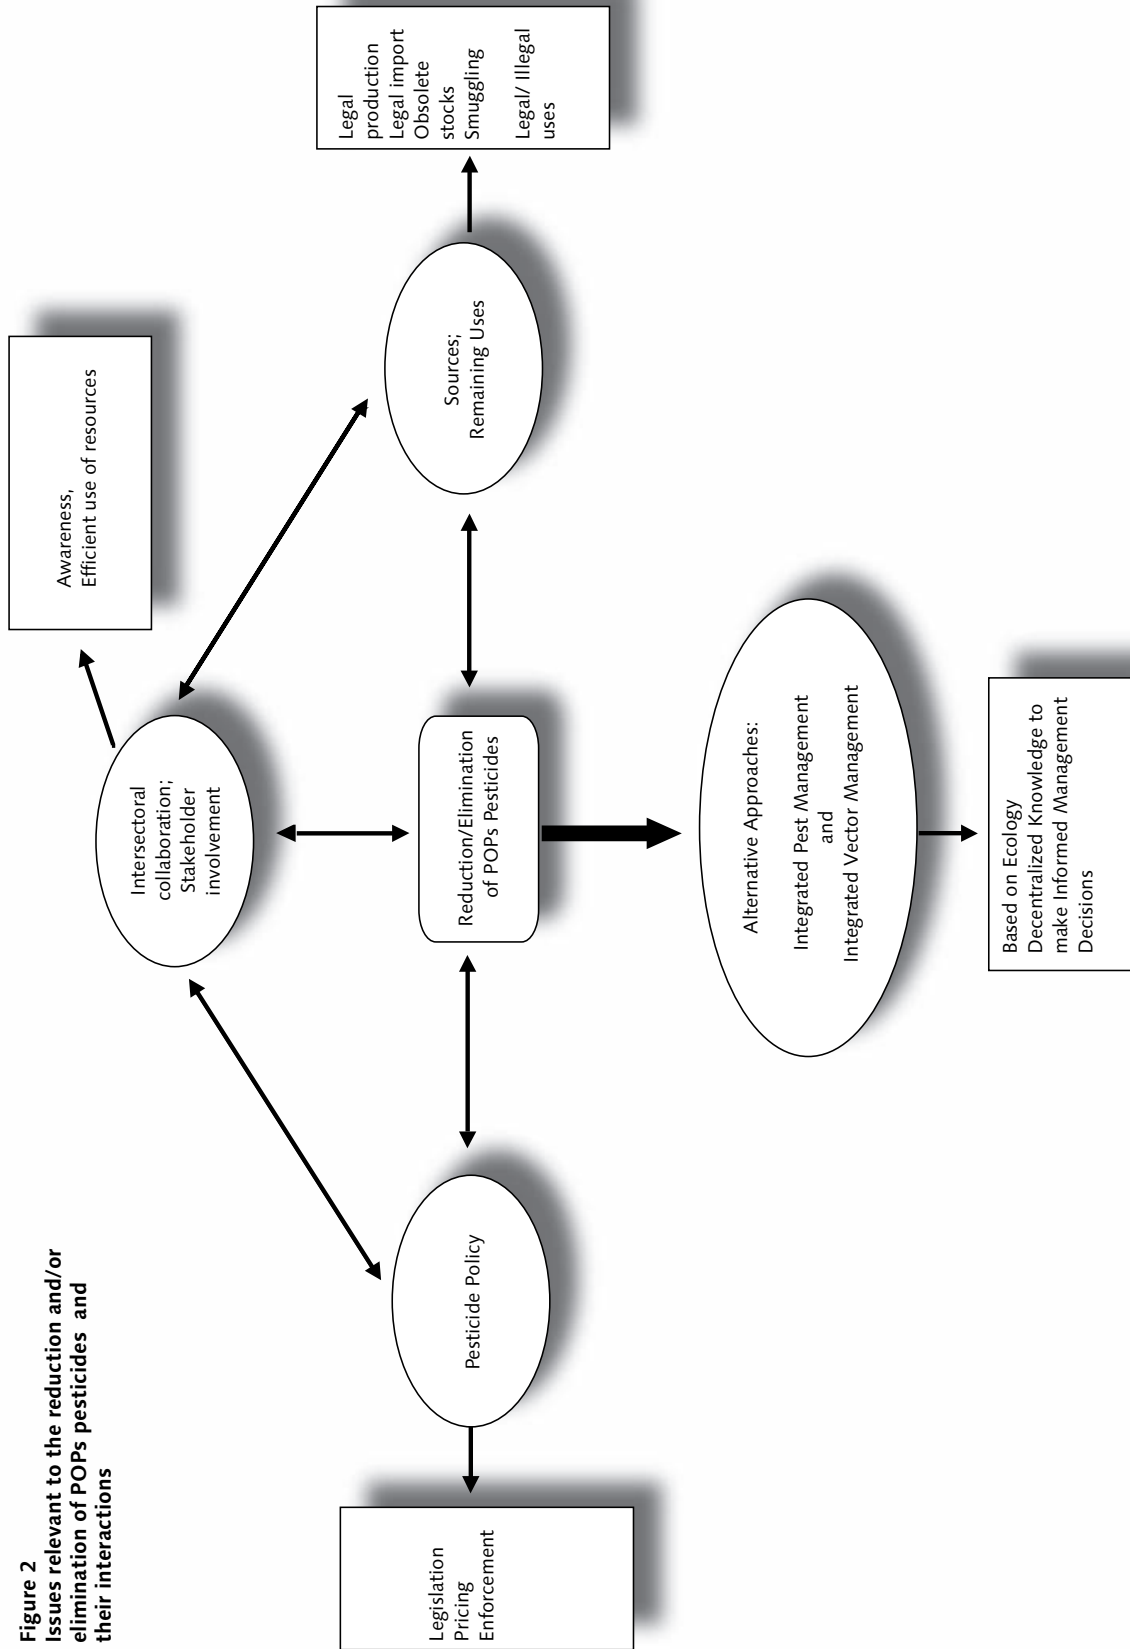 Figure 2
Issues relevant to the reduction and/or
elimination of POPs pesticides and
their interactions
Awareness,
Efficient use of resources
Intersectoral
collaboration;
Stakeholder
involvement
Legislation
Pricing
Enforcement
Pesticide Policy
Reduction/Elimination
of POPs Pesticides
Sources;
Remaining Uses
Legal
production
Legal import
Obsolete
stocks
Smuggling
Legal/ Illegal
uses
Alternative Approaches:
Integrated Pest Management
and
Integrated Vector Management
Based on Ecology
Decentralized Knowledge to
make Informed Management
Decisions